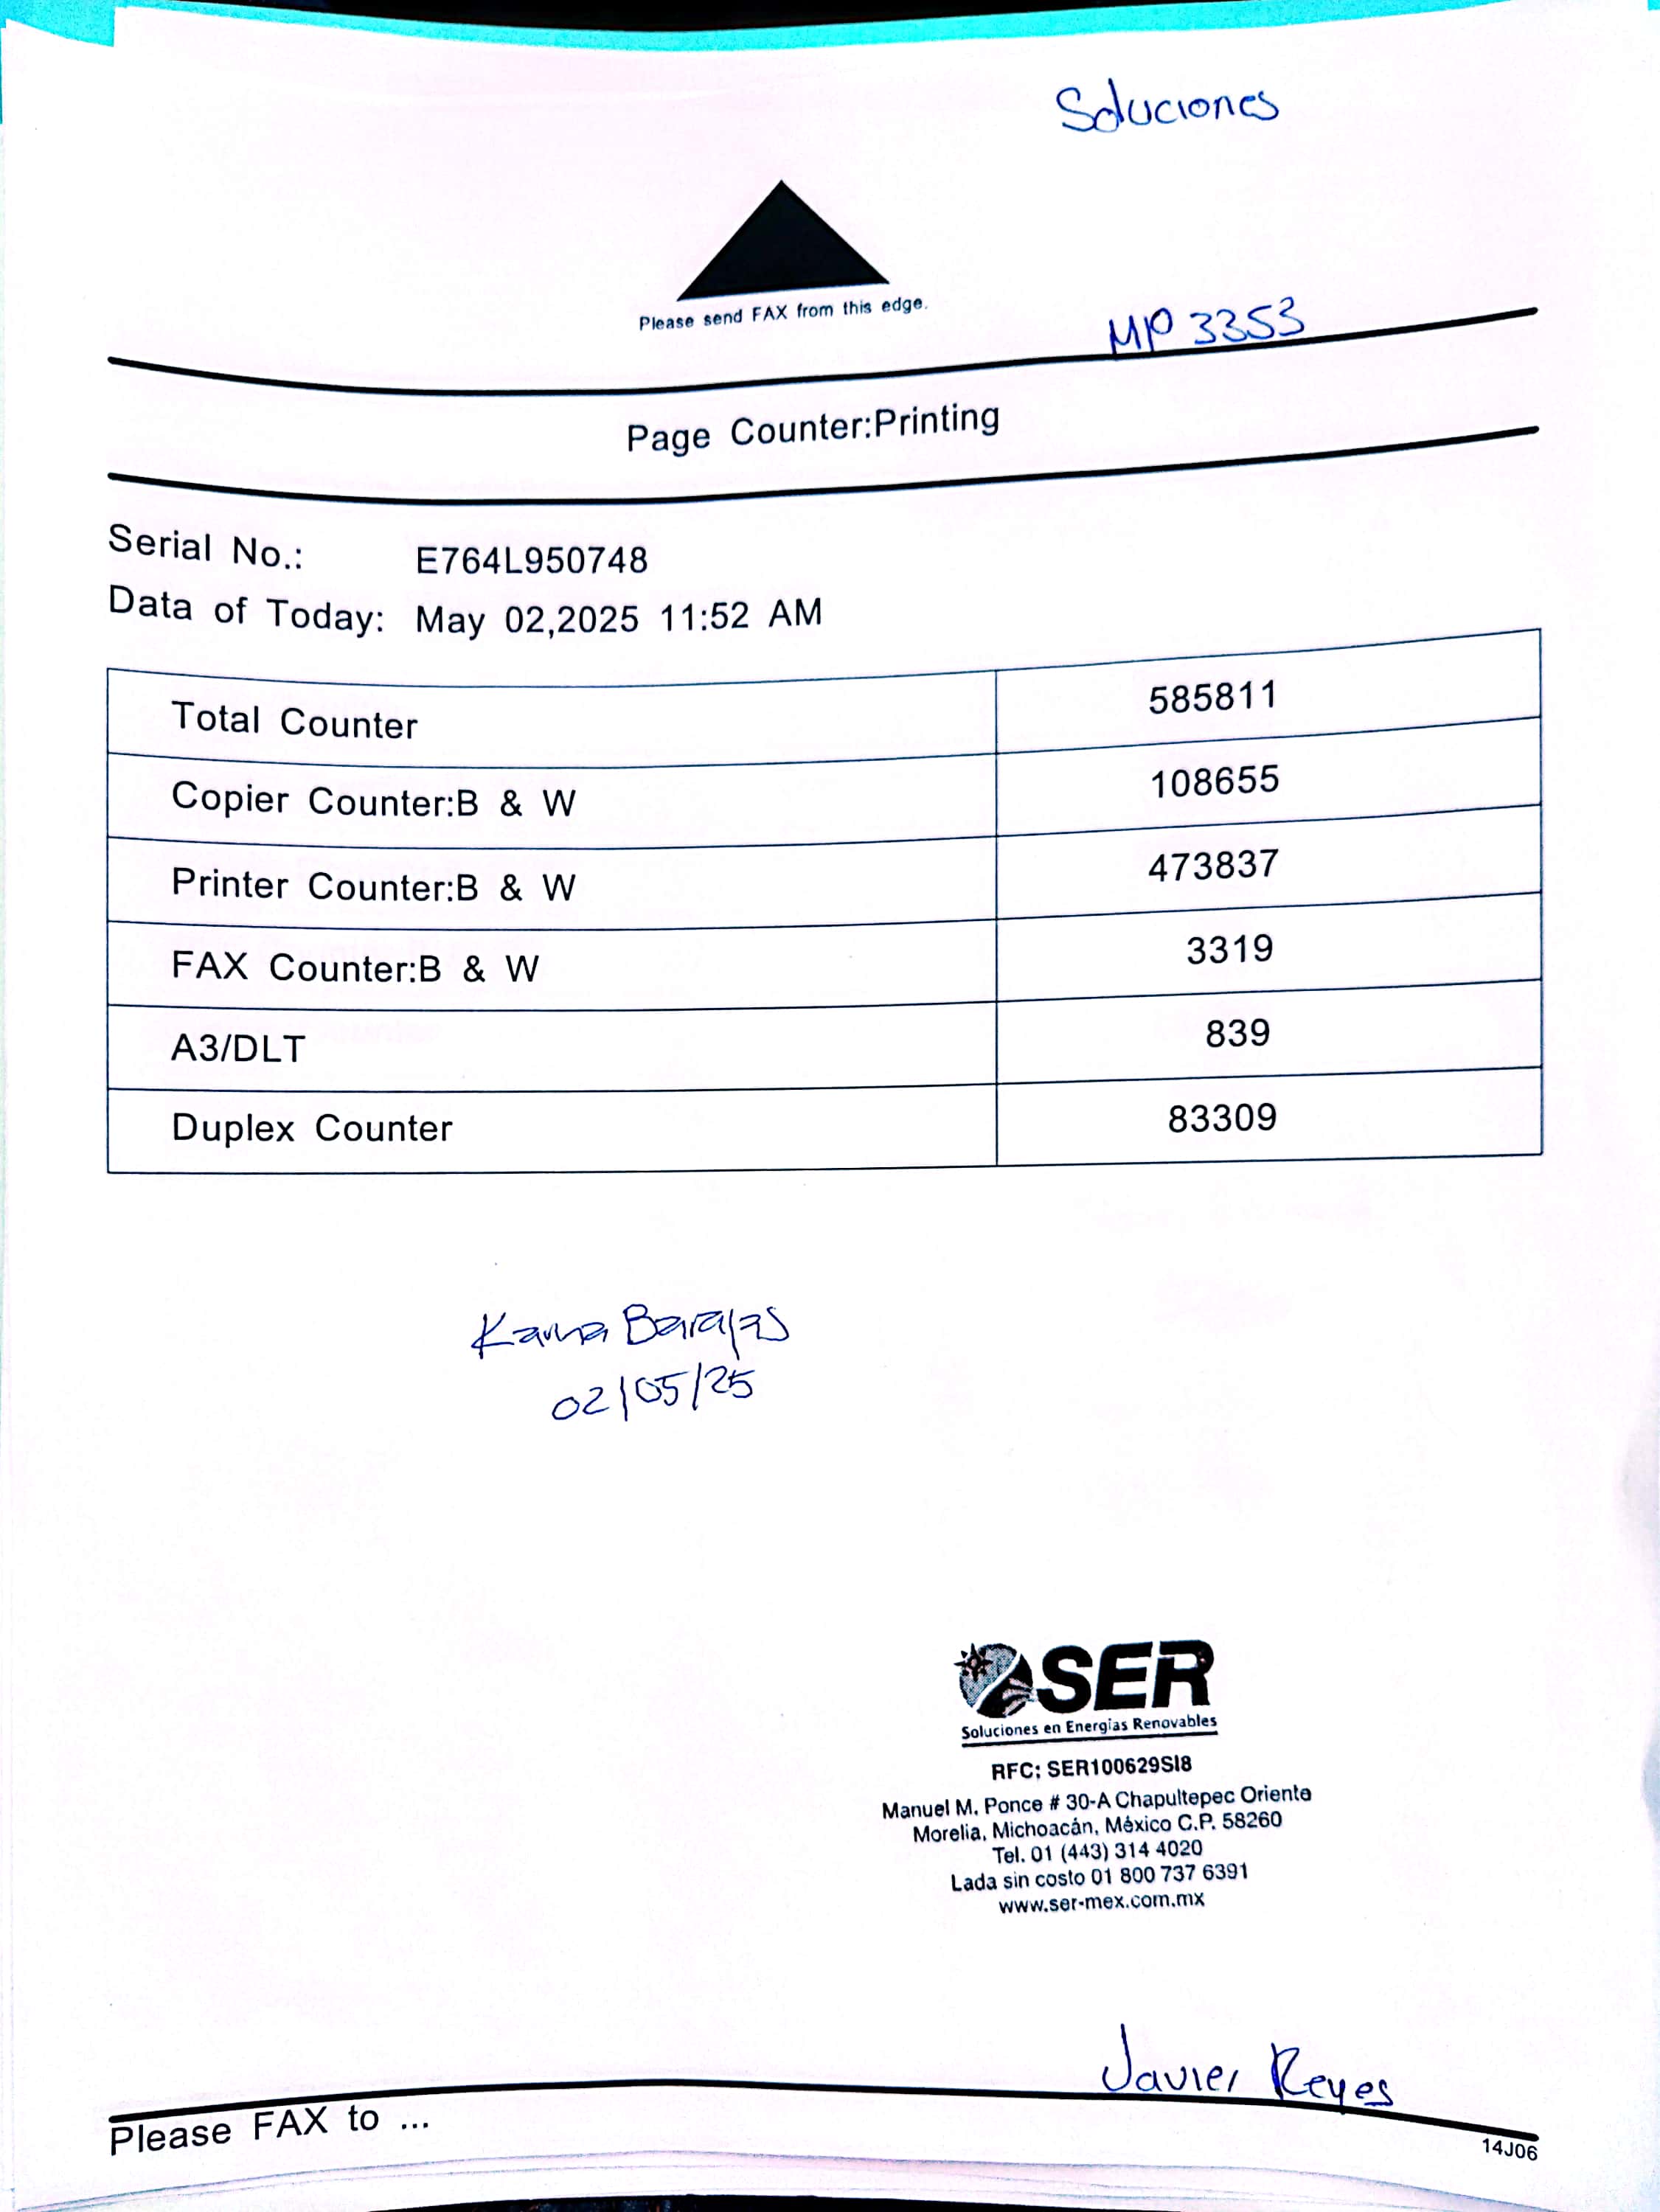 Soluciones
Please send FAX from this edge.
MP 3353
Page Counter:Printing
Serial No.: E764L950748
Data of Today: May 02,2025 11:52 AM
Total Counter 585811
Copier Counter:B & W 108655
Printer Counter:B & W 473837
FAX Counter:B & W 3319
A3/DLT 839
Duplex Counter 83309
Barajas
02/05/25
SER
Soluciones en Energías Renovables
RFC: SER100629SI8
Manuel M. Ponce # 30-A Chapultepec Oriente
Morelia, Michoacán, México C.P. 58260
Tel. 01 (443) 314 4020
Lada sin costo 01 800 737 6391
www.ser-mex.com.mx
Javier Reyes
Please FAX to ...
14J06